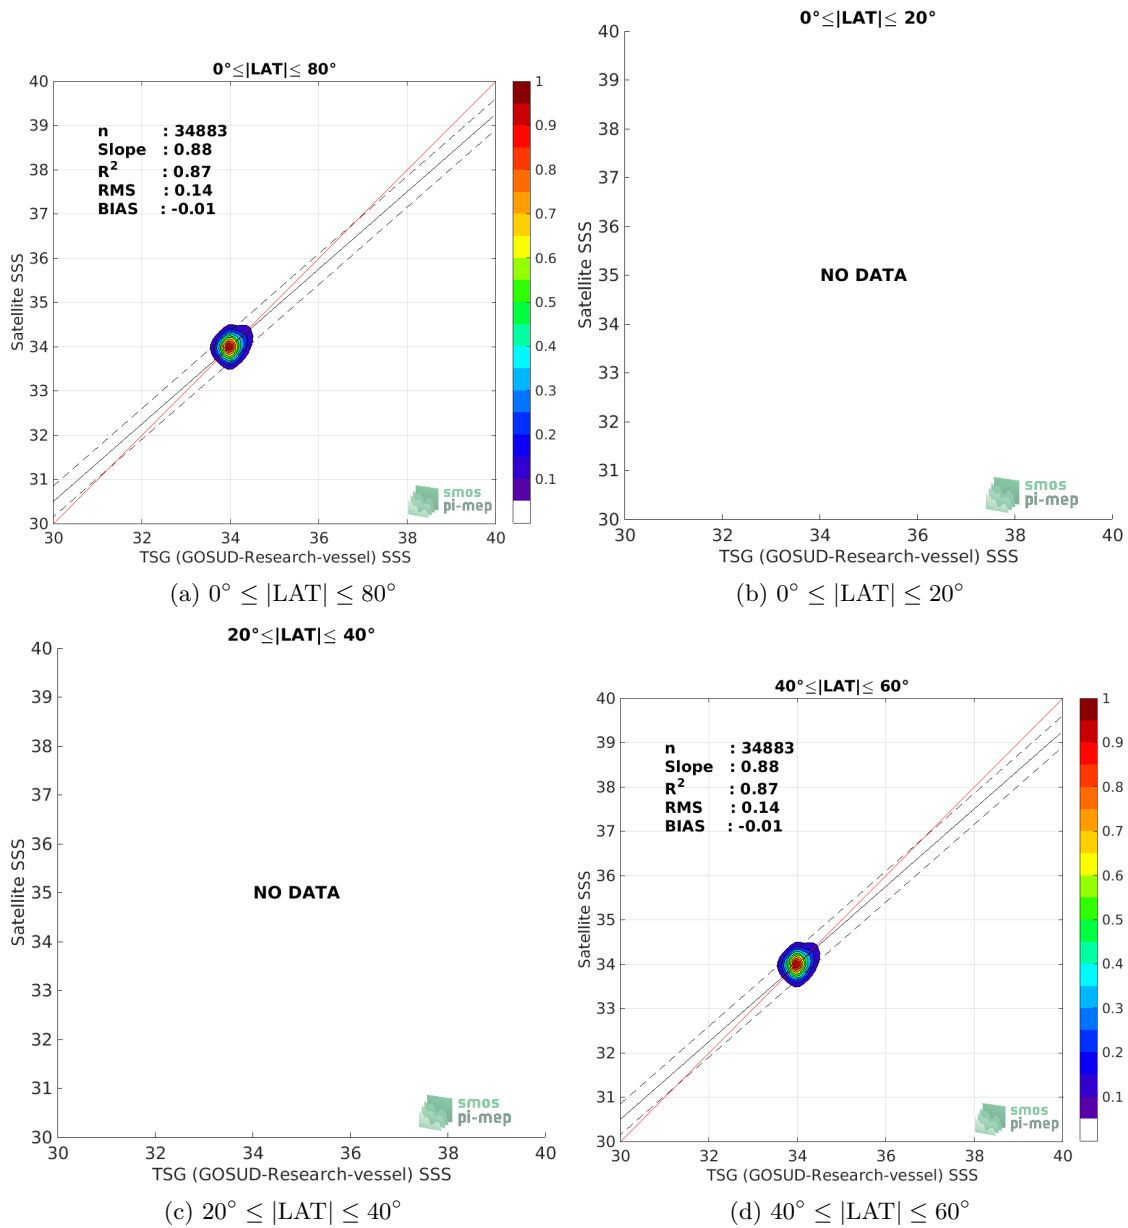 0°≤|LAT|≤ 80°
40
39
38
37
36
35
34
33
32
31
30
Satellite SSS
n : 34883
Slope : 0.88
R² : 0.87
RMS : 0.14
BIAS : -0.01
1
0.9
0.8
0.7
0.6
0.5
0.4
0.3
0.2
0.1
smos
pi-mep
30 32 34 36 38 40
TSG (GOSUD-Research-vessel) SSS
(a) 0° ≤ |LAT| ≤ 80°
0°≤|LAT|≤ 20°
40
39
38
37
36
35
34
33
32
31
30
Satellite SSS
NO DATA
smos
pi-mep
30 32 34 36 38 40
TSG (GOSUD-Research-vessel) SSS
(b) 0° ≤ |LAT| ≤ 20°
20°≤|LAT|≤ 40°
40
39
38
37
36
35
34
33
32
31
30
Satellite SSS
NO DATA
smos
pi-mep
30 32 34 36 38 40
TSG (GOSUD-Research-vessel) SSS
(c) 20° ≤ |LAT| ≤ 40°
40°≤|LAT|≤ 60°
40
39
38
37
36
35
34
33
32
31
30
Satellite SSS
n : 34883
Slope : 0.88
R² : 0.87
RMS : 0.14
BIAS : -0.01
1
0.9
0.8
0.7
0.6
0.5
0.4
0.3
0.2
0.1
smos
pi-mep
30 32 34 36 38 40
TSG (GOSUD-Research-vessel) SSS
(d) 40° ≤ |LAT| ≤ 60°